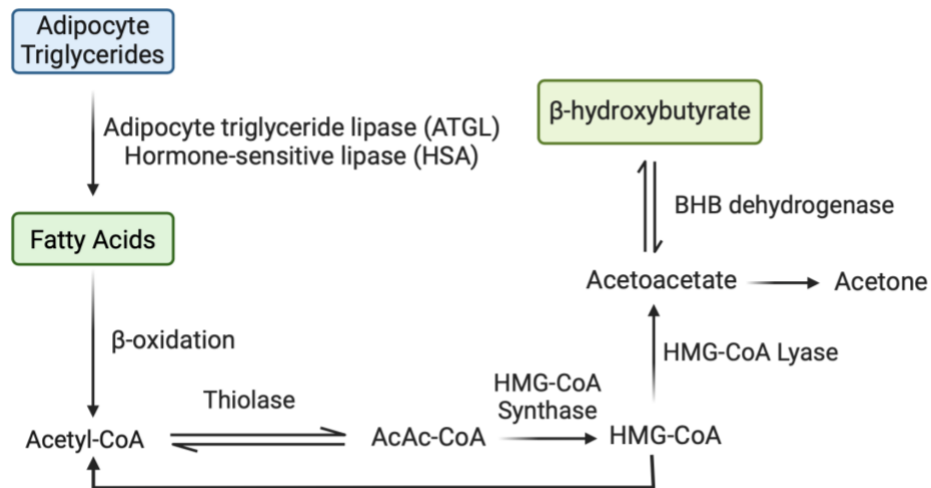 Adipocyte
Triglycerides
Adipocyte triglyceride lipase (ATGL)
Hormone-sensitive lipase (HSA)
Fatty Acids
β-oxidation
Acetyl-CoA
Thiolase
AcAc-CoA
HMG-CoA
Synthase
HMG-CoA
HMG-CoA Lyase
Acetoacetate
Acetone
BHB dehydrogenase
β-hydroxybutyrate